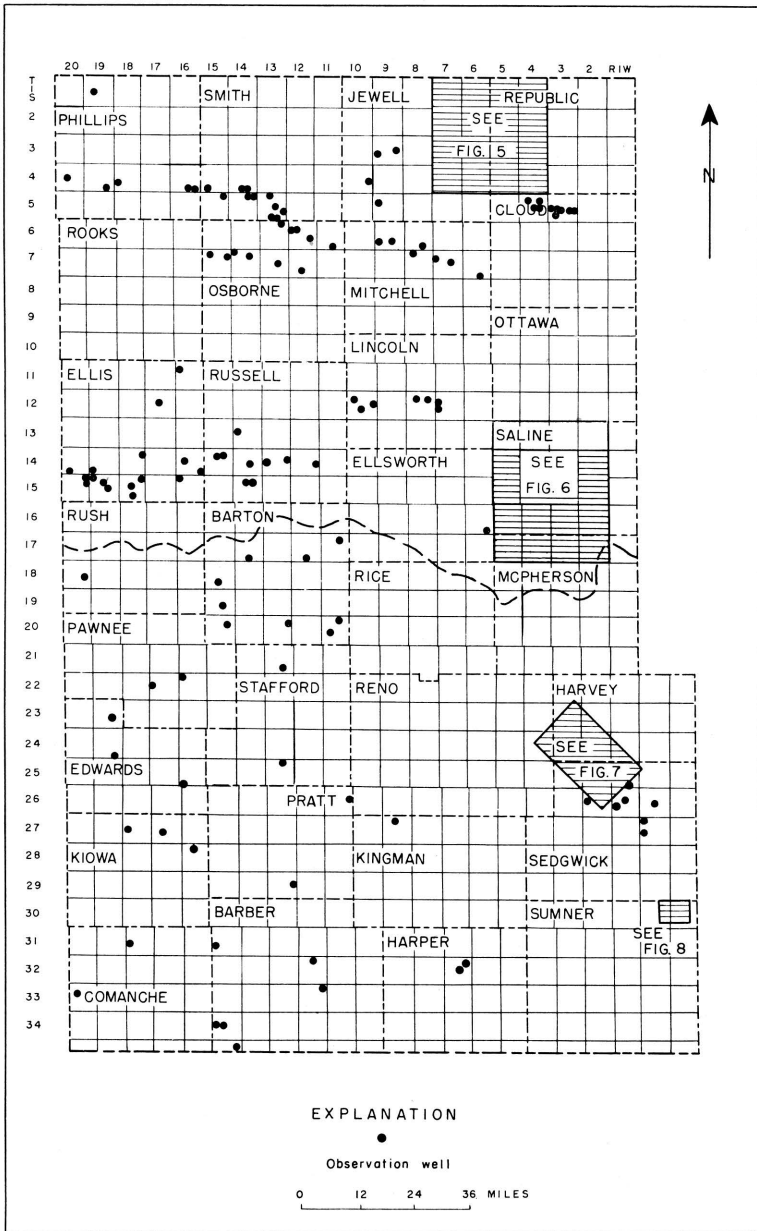 20 19 18 17 16 15 14 13 12 11 10 9 8 7 6 5 4 3 2 R1W
T
1
S
SMITH JEWELL REPUBLIC
2
PHILLIPS SEE
3
FIG. 5
4
5
CLOUD
6
ROOKS
7
8
OSBORNE MITCHELL
9
OTTAWA
10
LINCOLN
11
ELLIS RUSSELL
12
13
SALINE
14
ELLSWORTH SEE
15
FIG. 6
16
RUSH BARTON
17
18
RICE MCPHERSON
19
20
PAWNEE
21
22
STAFFORD RENO HARVEY
23
24
SEE
25
EDWARDS FIG. 7
26
PRATT
27
28
KIOWA KINGMAN SEDGWICK
29
30
BARBER SUMNER
31
HARPER SEE
FIG. 8
32
33
COMANCHE
34
N
EXPLANATION
Observation well
0 12 24 36 MILES